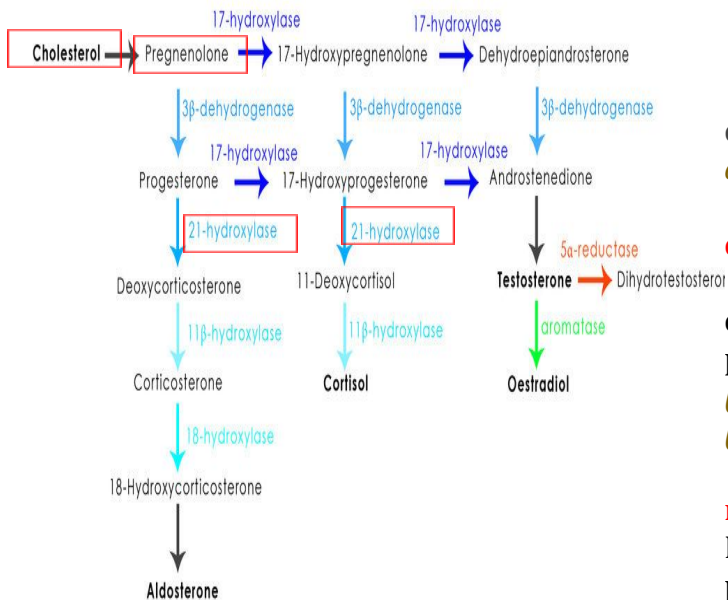 17-hydroxylase 17-hydroxylase
Cholesterol Pregnenolone 17-Hydroxypregnenolone Dehydroepiandrosterone
3β-dehydrogenase 3β-dehydrogenase 3β-dehydrogenase
17-hydroxylase 17-hydroxylase
Progesterone 17-Hydroxyprogesterone Androstenedione
21-hydroxylase 21-hydroxylase
5α-reductase
Deoxycorticosterone 11-Deoxycortisol Testosterone
11β-hydroxylase 11β-hydroxylase aromatase
Corticosterone Cortisol Oestradiol
18-hydroxylase
18-Hydroxycorticosterone
Aldosterone